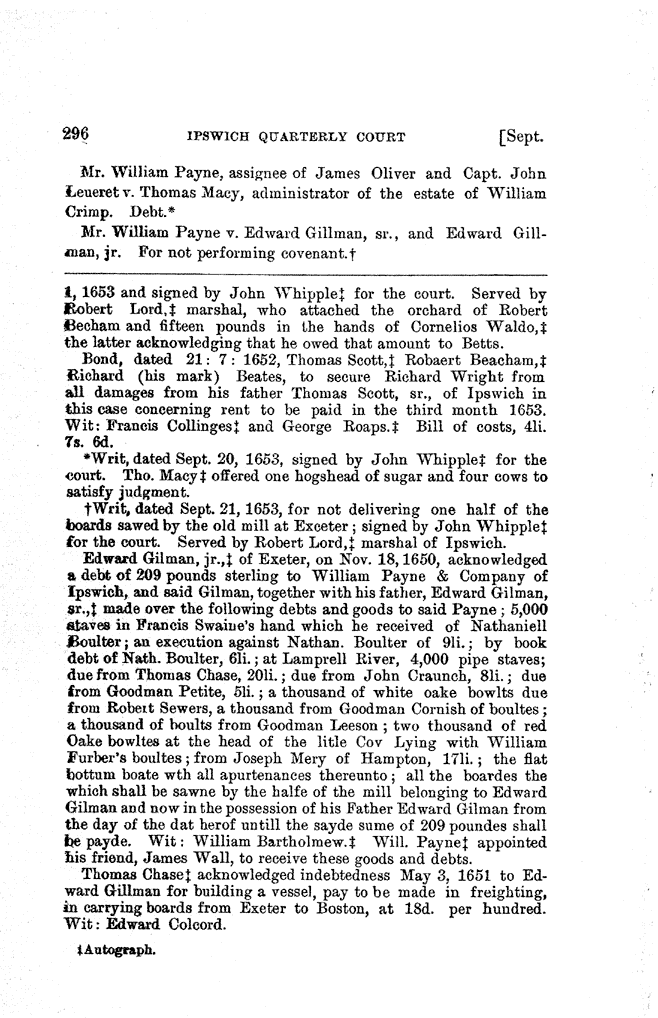 296 IPSWICH QUARTERLY COURT [Sept.
Mr. William Payne, assignee of James Oliver and Capt. John
Leueret v. Thomas Macy, administrator of the estate of William
Crimp. Debt.*
Mr. William Payne v. Edward Gillman, sr., and Edward Gill-
man, jr. For not performing covenant.†
1, 1653 and signed by John Whipple‡ for the court. Served by
Robert Lord,‡ marshal, who attached the orchard of Robert
Becham and fifteen pounds in the hands of Cornelios Waldo,‡
the latter acknowledging that he owed that amount to Betts.
Bond, dated 21: 7: 1652, Thomas Scott,‡ Robaert Beacham,‡
Richard (his mark) Beates, to secure Richard Wright from
all damages from his father Thomas Scott, sr., of Ipswich in
this case concerning rent to be paid in the third month 1653.
Wit: Francis Collinges‡ and George Roaps.‡ Bill of costs, 4li.
7s. 6d.
*Writ, dated Sept. 20, 1653, signed by John Whipple‡ for the
court. Tho. Macy‡ offered one hogshead of sugar and four cows to
satisfy judgment.
†Writ, dated Sept. 21, 1653, for not delivering one half of the
boards sawed by the old mill at Exceter; signed by John Whipple‡
for the court. Served by Robert Lord,‡ marshal of Ipswich.
Edward Gilman, jr.,‡ of Exeter, on Nov. 18, 1650, acknowledged
a debt of 209 pounds sterling to William Payne & Company of
Ipswich, and said Gilman, together with his father, Edward Gilman,
sr.,‡ made over the following debts and goods to said Payne; 5,000
staves in Francis Swaine's hand which he received of Nathaniell
Boulter; an execution against Nathan. Boulter of 9li.; by book
debt of Nath. Boulter, 6li.; at Lamprell River, 4,000 pipe staves;
due from Thomas Chase, 20li.; due from John Craunch, 8li.; due
from Goodman Petite, 5li.; a thousand of white oake bowlts due
from Robert Sewers, a thousand from Goodman Cornish of boultes;
a thousand of boults from Goodman Leeson; two thousand of red
Oake bowltes at the head of the litle Cov Lying with William
Furber's boultes; from Joseph Mery of Hampton, 17li.; the flat
bottum boate wth all apurtenances thereunto; all the boardes the
which shall be sawne by the halfe of the mill belonging to Edward
Gilman and now in the possession of his Father Edward Gilman from
the day of the dat herof untill the sayde sume of 209 poundes shall
be payde. Wit: William Bartholmew.‡ Will. Payne‡ appointed
his friend, James Wall, to receive these goods and debts.
Thomas Chase‡ acknowledged indebtedness May 3, 1651 to Ed-
ward Gillman for building a vessel, pay to be made in freighting,
in carrying boards from Exeter to Boston, at 18d. per hundred.
Wit: Edward Colcord.
‡Autograph.